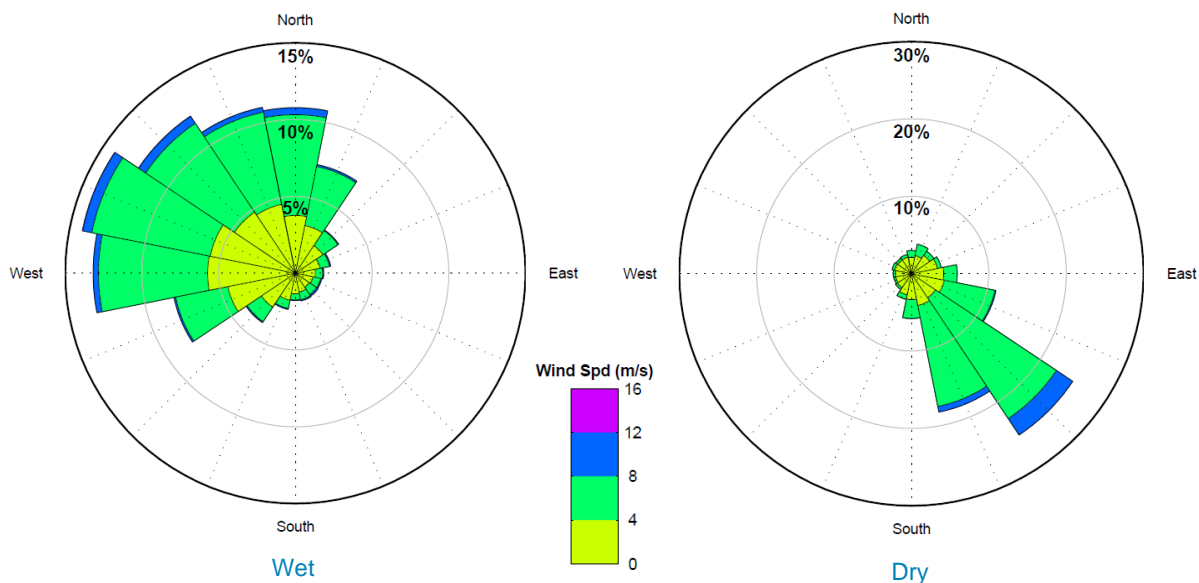 North
15%
10%
5%
West
East
South
Wet
Wind Spd (m/s)
16
12
8
4
0
North
30%
20%
10%
West
East
South
Dry